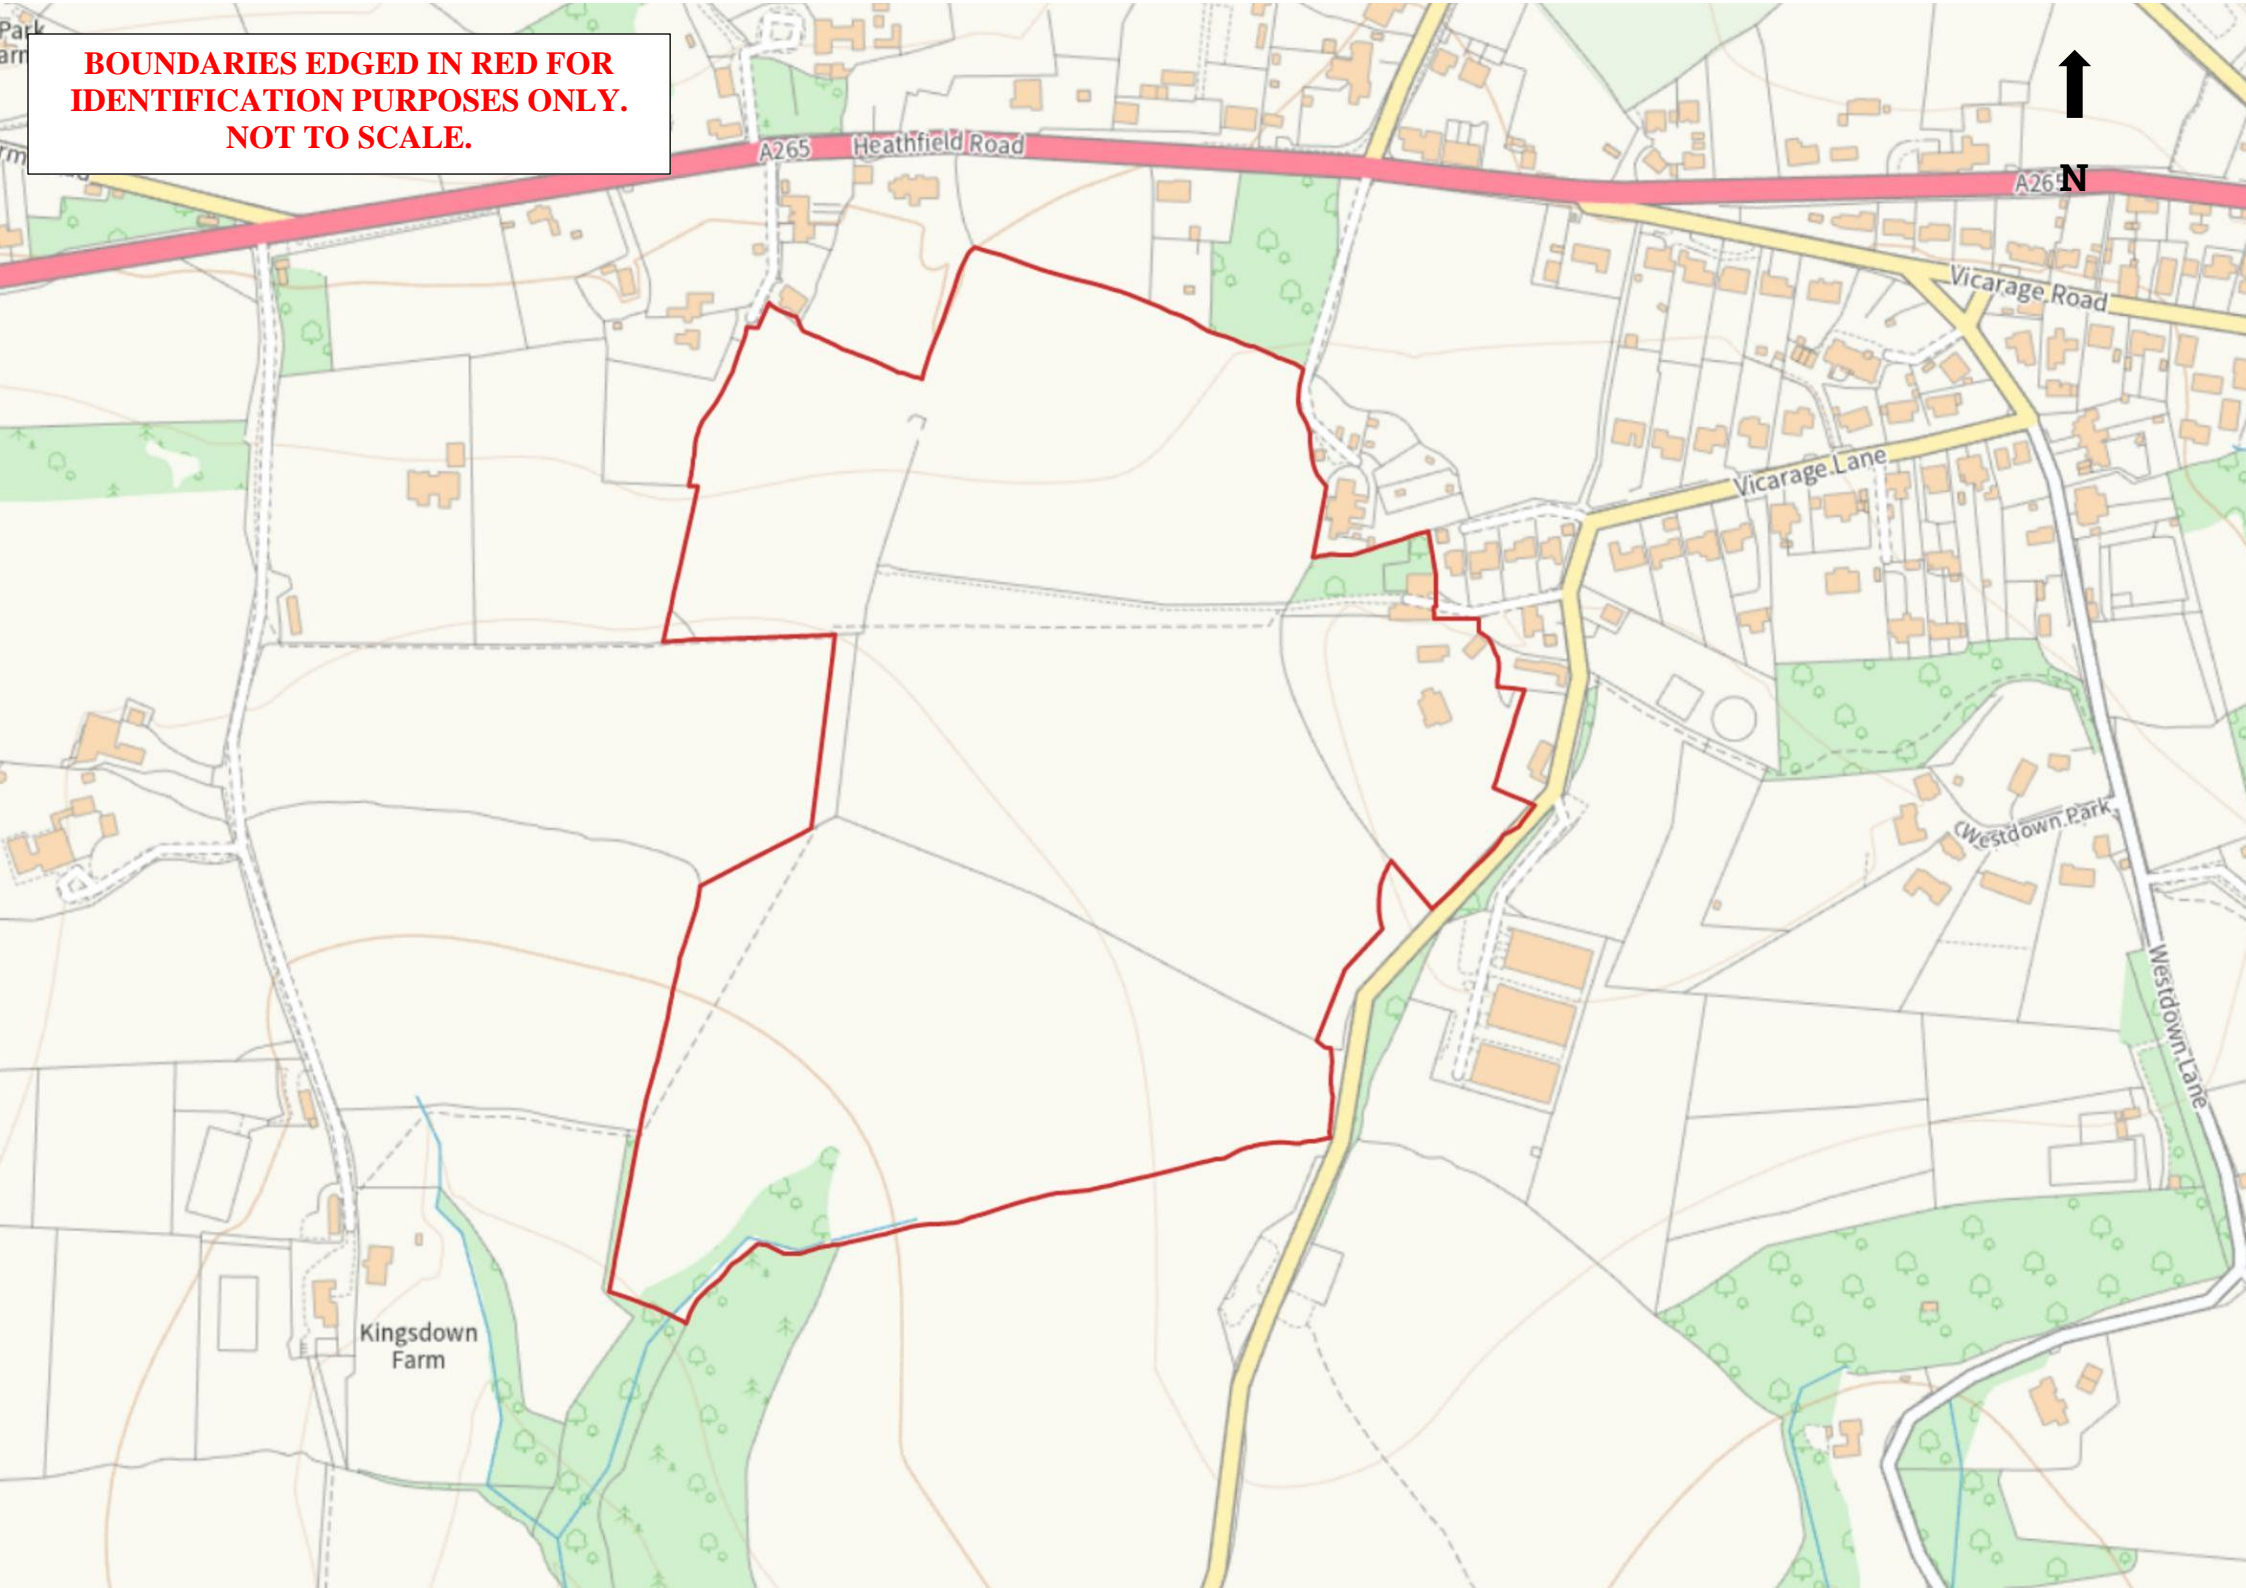 Park
BOUNDARIES EDGED IN RED FOR
IDENTIFICATION PURPOSES ONLY.
NOT TO SCALE.
A265
Heathfield Road
N
Vicarage Road
Vicarage Lane
Westdown Park
Westdown Lane
Kingsdown
Farm